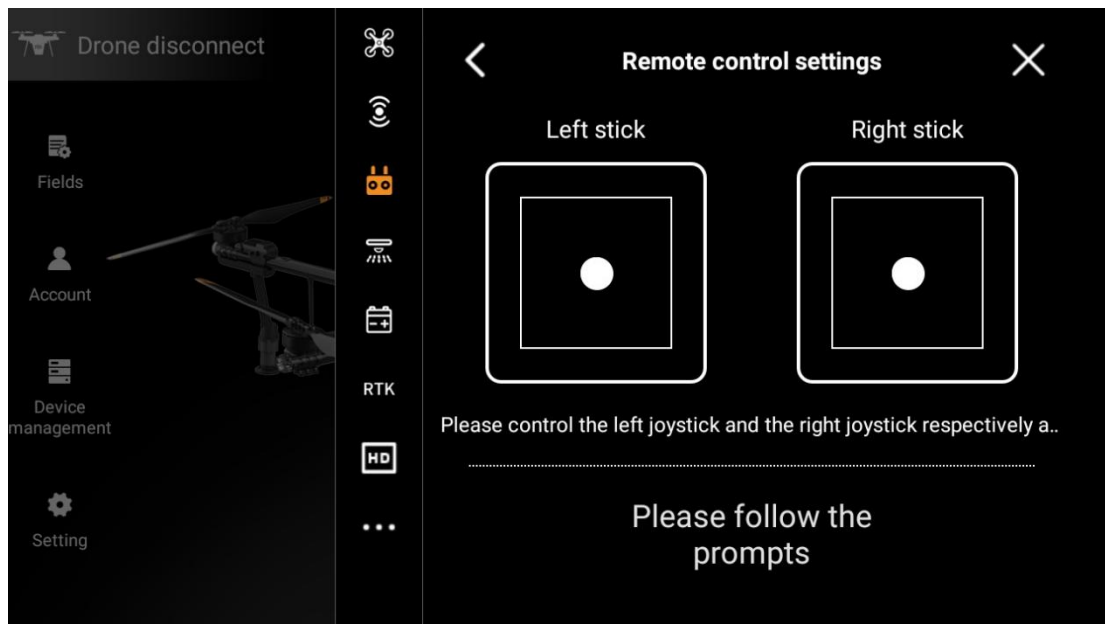 Drone disconnect
Fields
Account
Device
management
Setting
RTK
HD
Remote control settings
Left stick
Right stick
Please control the left joystick and the right joystick respectively a..
Please follow the
prompts